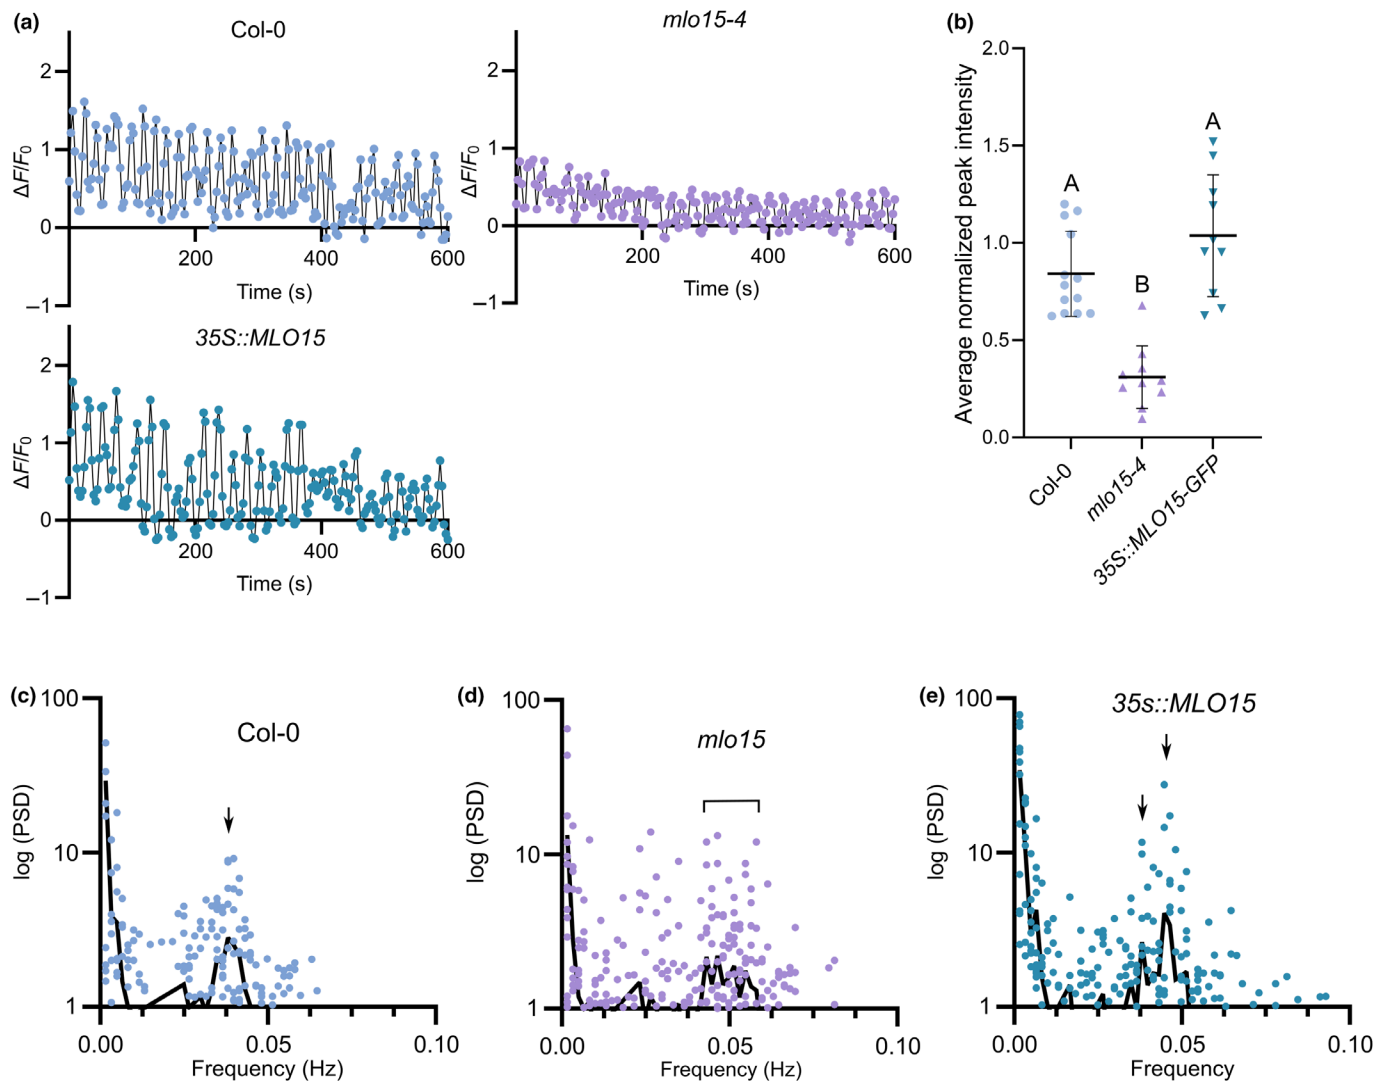 (a)
Col-0
2
1
0
–1
ΔF/F0
200
400
600
Time (s)
mlo15-4
2
1
0
–1
ΔF/F0
200
400
600
Time (s)
35S::MLO15
2
1
0
–1
ΔF/F0
200
400
600
Time (s)
(b)
2.0
1.5
1.0
0.5
0.0
Average normalized peak intensity
A
B
A
Col-0
mlo15-4
35S::MLO15-GFP
(c)
100
10
1
log (PSD)
Col-0
0.00
0.05
0.10
Frequency (Hz)
(d)
100
10
1
log (PSD)
mlo15
0.00
0.05
0.10
Frequency (Hz)
(e)
100
10
1
log (PSD)
35s::MLO15
0.00
0.05
0.10
Frequency